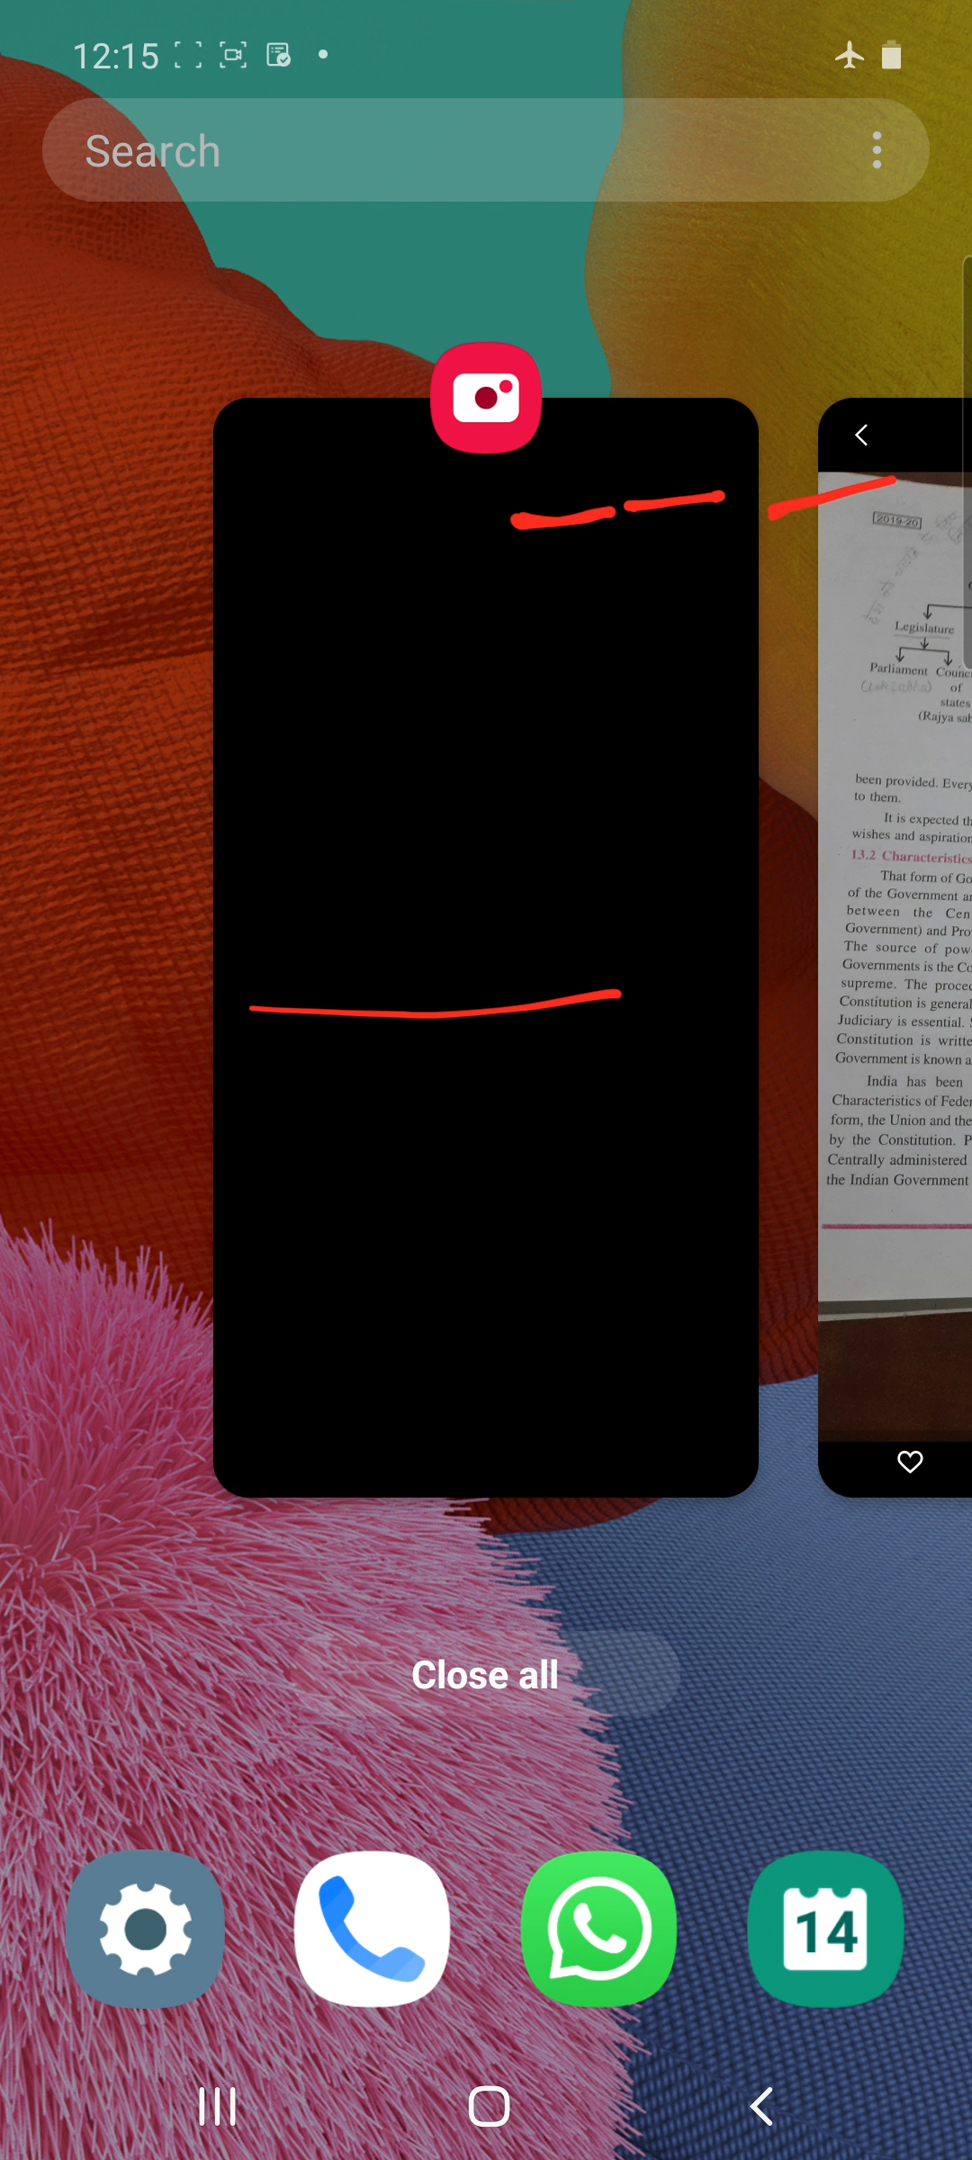 12:15
Search
2019-20
Legislature
Parliament Counc
of
states
(Rajya sa
been provided. Every
to them.
It is expected th
wishes and aspiration
13.2 Characteristics
That form of Go
of the Government a
between the Cen
Government) and Pro
The source of pow
Governments is the Co
supreme. The proce
Constitution is general
Judiciary is essential.
Constitution is writte
Government is known a
India has been
Characteristics of Feder
form, the Union and the
by the Constitution. P
Centrally administered
the Indian Government
Close all
14